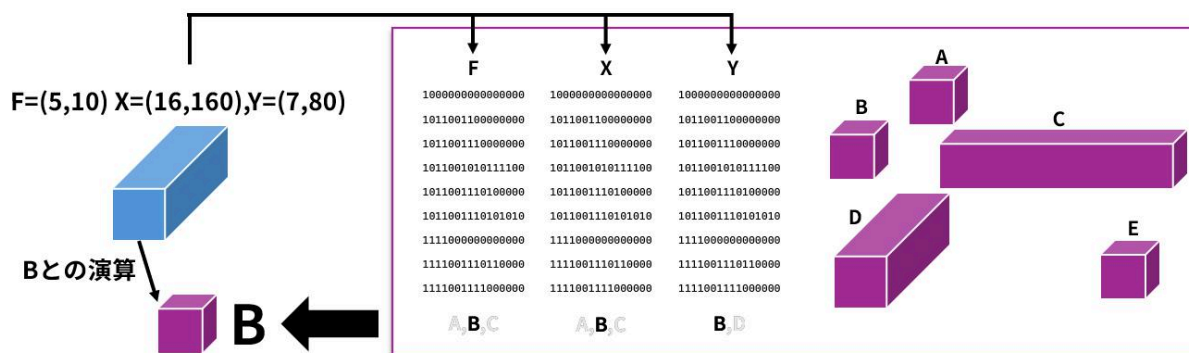 F=(5,10) X=(16,160),Y=(7,80)
Bとの演算
B
F X Y
1000000000000000 1000000000000000 1000000000000000
1011001100000000 1011001100000000 1011001100000000
1011001110000000 1011001110000000 1011001110000000
1011001010111100 1011001010111100 1011001010111100
1011001110100000 1011001110100000 1011001110100000
1011001110101010 1011001110101010 1011001110101010
1111000000000000 1111000000000000 1111000000000000
1111001110110000 1111001110110000 1111001110110000
1111001111000000 1111001111000000 1111001111000000
A,B,C A,B,C B,D
A
B
C
D
E